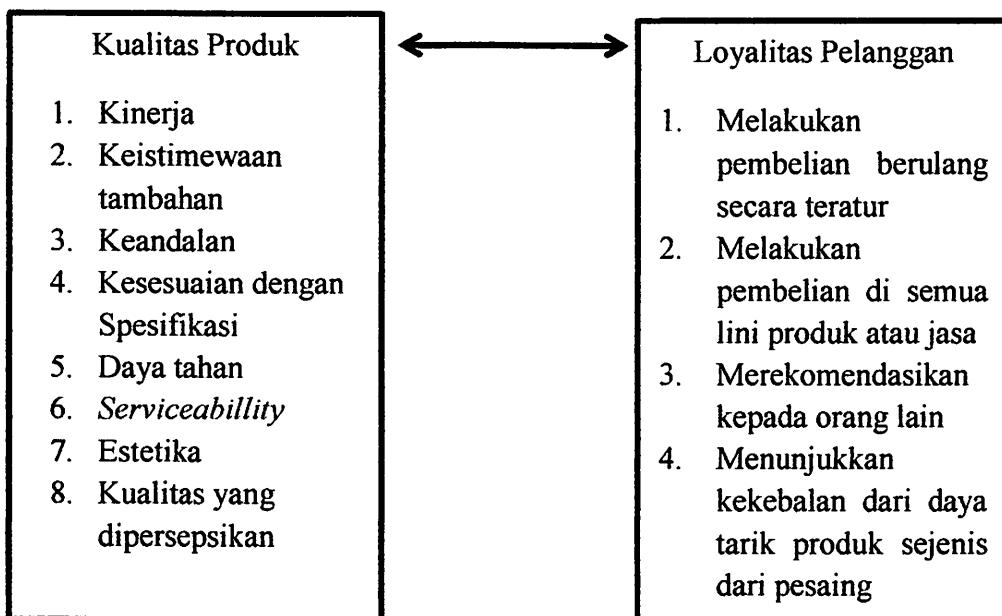 Kualitas Produk
1. Kinerja
2. Keistimewaan
tambahan
3. Keandalan
4. Kesesuaian dengan
Spesifikasi
5. Daya tahan
6. Serviceabillity
7. Estetika
8. Kualitas yang
dipersepsikan
Loyalitas Pelanggan
1. Melakukan
pembelian berulang
secara teratur
2. Melakukan
pembelian di semua
lini produk atau jasa
3. Merekomendasikan
kepada orang lain
4. Menunjukkan
kekebalan dari daya
tarik produk sejenis
dari pesaing